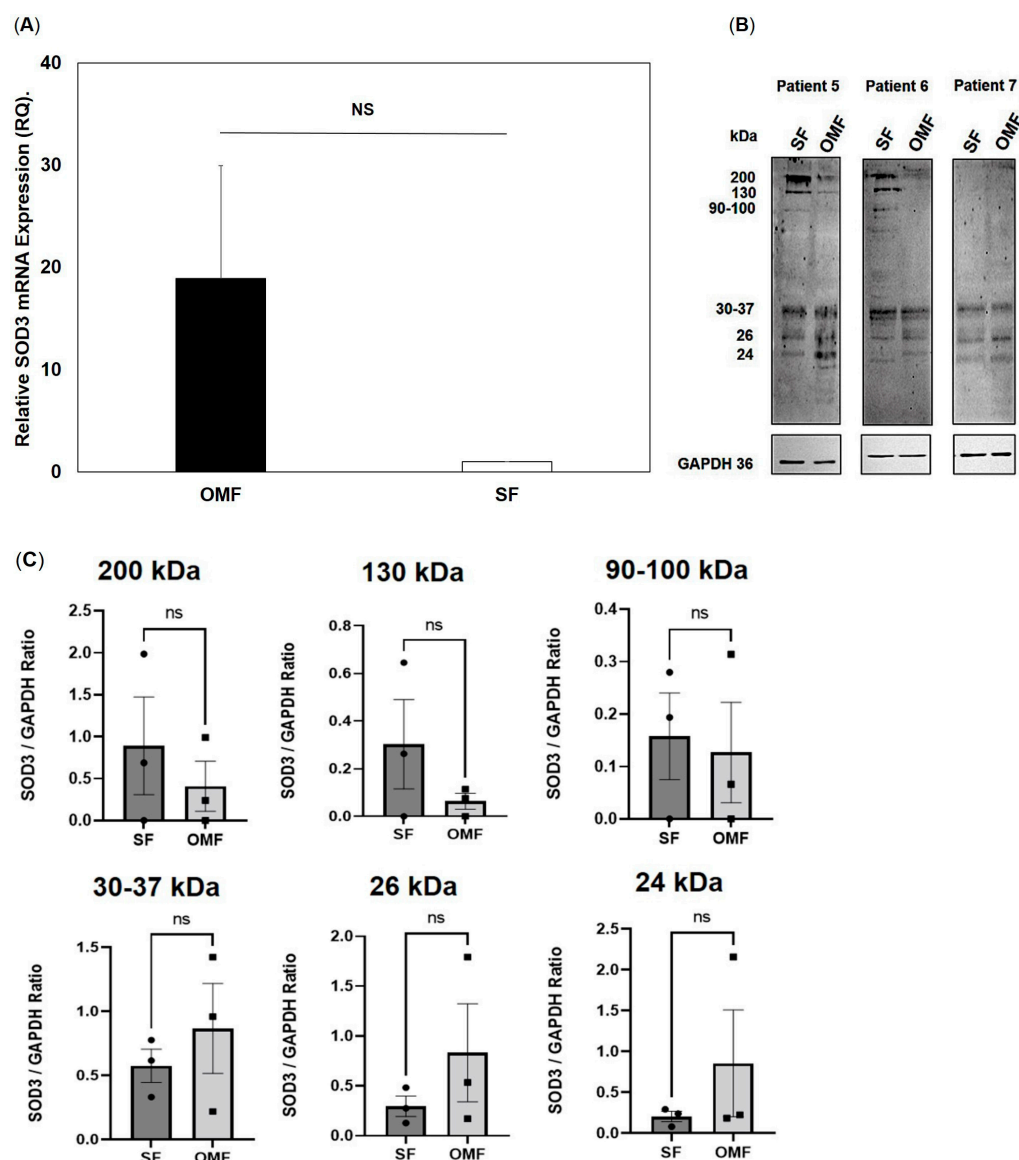 (A)
Relative SOD3 mRNA Expression (RQ).
40
30
20
10
0
NS
OMF
SF
(B)
Patient 5
Patient 6
Patient 7
kDa
SF
OMF
SF
OMF
SF
OMF
200
130
90-100
30-37
26
24
GAPDH 36
(C)
200 kDa
SOD3 / GAPDH Ratio
2.5
2.0
1.5
1.0
0.5
0.0
ns
SF
OMF
130 kDa
SOD3 / GAPDH Ratio
0.8
0.6
0.4
0.2
0.0
ns
SF
OMF
90-100 kDa
SOD3 / GAPDH Ratio
0.4
0.3
0.2
0.1
0.0
ns
SF
OMF
30-37 kDa
SOD3 / GAPDH Ratio
1.5
1.0
0.5
0.0
ns
SF
OMF
26 kDa
SOD3 / GAPDH Ratio
2.0
1.5
1.0
0.5
0.0
ns
SF
OMF
24 kDa
SOD3 / GAPDH Ratio
2.5
2.0
1.5
1.0
0.5
0.0
ns
SF
OMF